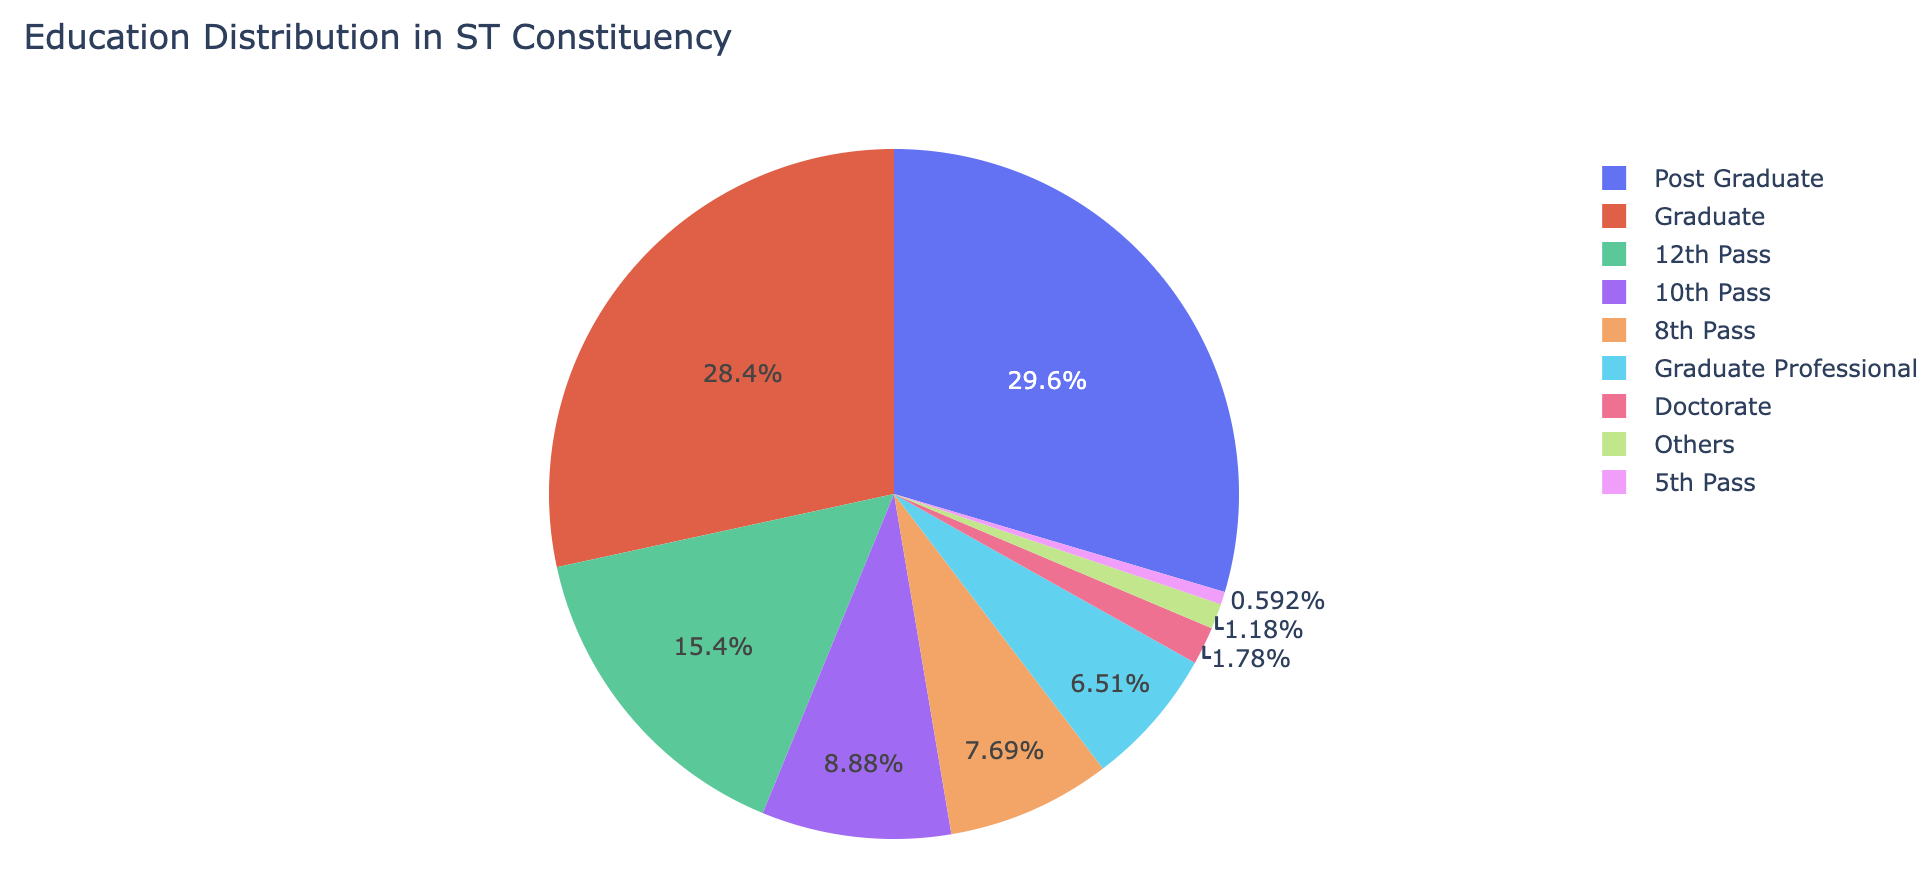 Education Distribution in ST Constituency
Post Graduate
Graduate
12th Pass
10th Pass
8th Pass
Graduate Professional
Doctorate
Others
5th Pass
28.4%
29.6%
0.592%
1.18%
15.4%
1.78%
6.51%
7.69%
8.88%